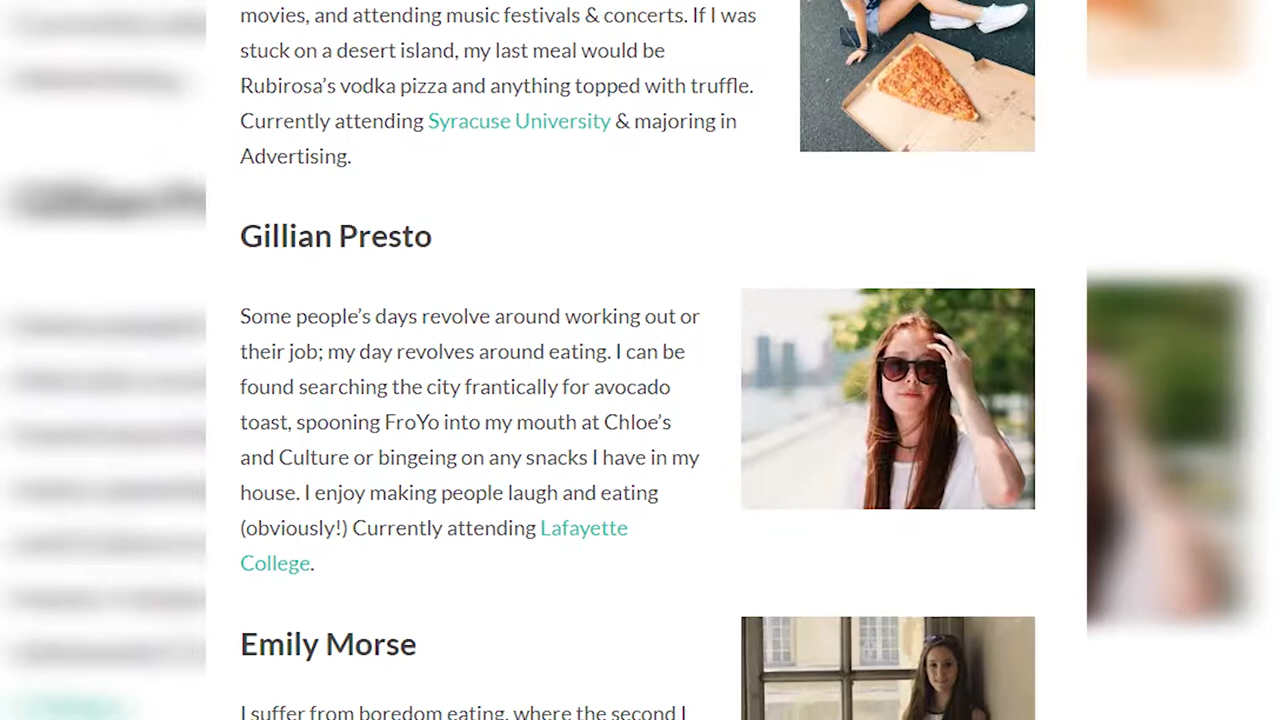 movies, and attending music festivals & concerts. If I was
stuck on a desert island, my last meal would be
Rubirosa’s vodka pizza and anything topped with truffle.
Currently attending Syracuse University & majoring in
Advertising.
Gillian Presto
Some people’s days revolve around working out or
their job; my day revolves around eating. I can be
found searching the city frantically for avocado
toast, spooning FroYo into my mouth at Chloe’s
and Culture or bingeing on any snacks I have in my
house. I enjoy making people laugh and eating
(obviously!) Currently attending Lafayette
College.
Emily Morse
I suffer from boredom eating, where the second I